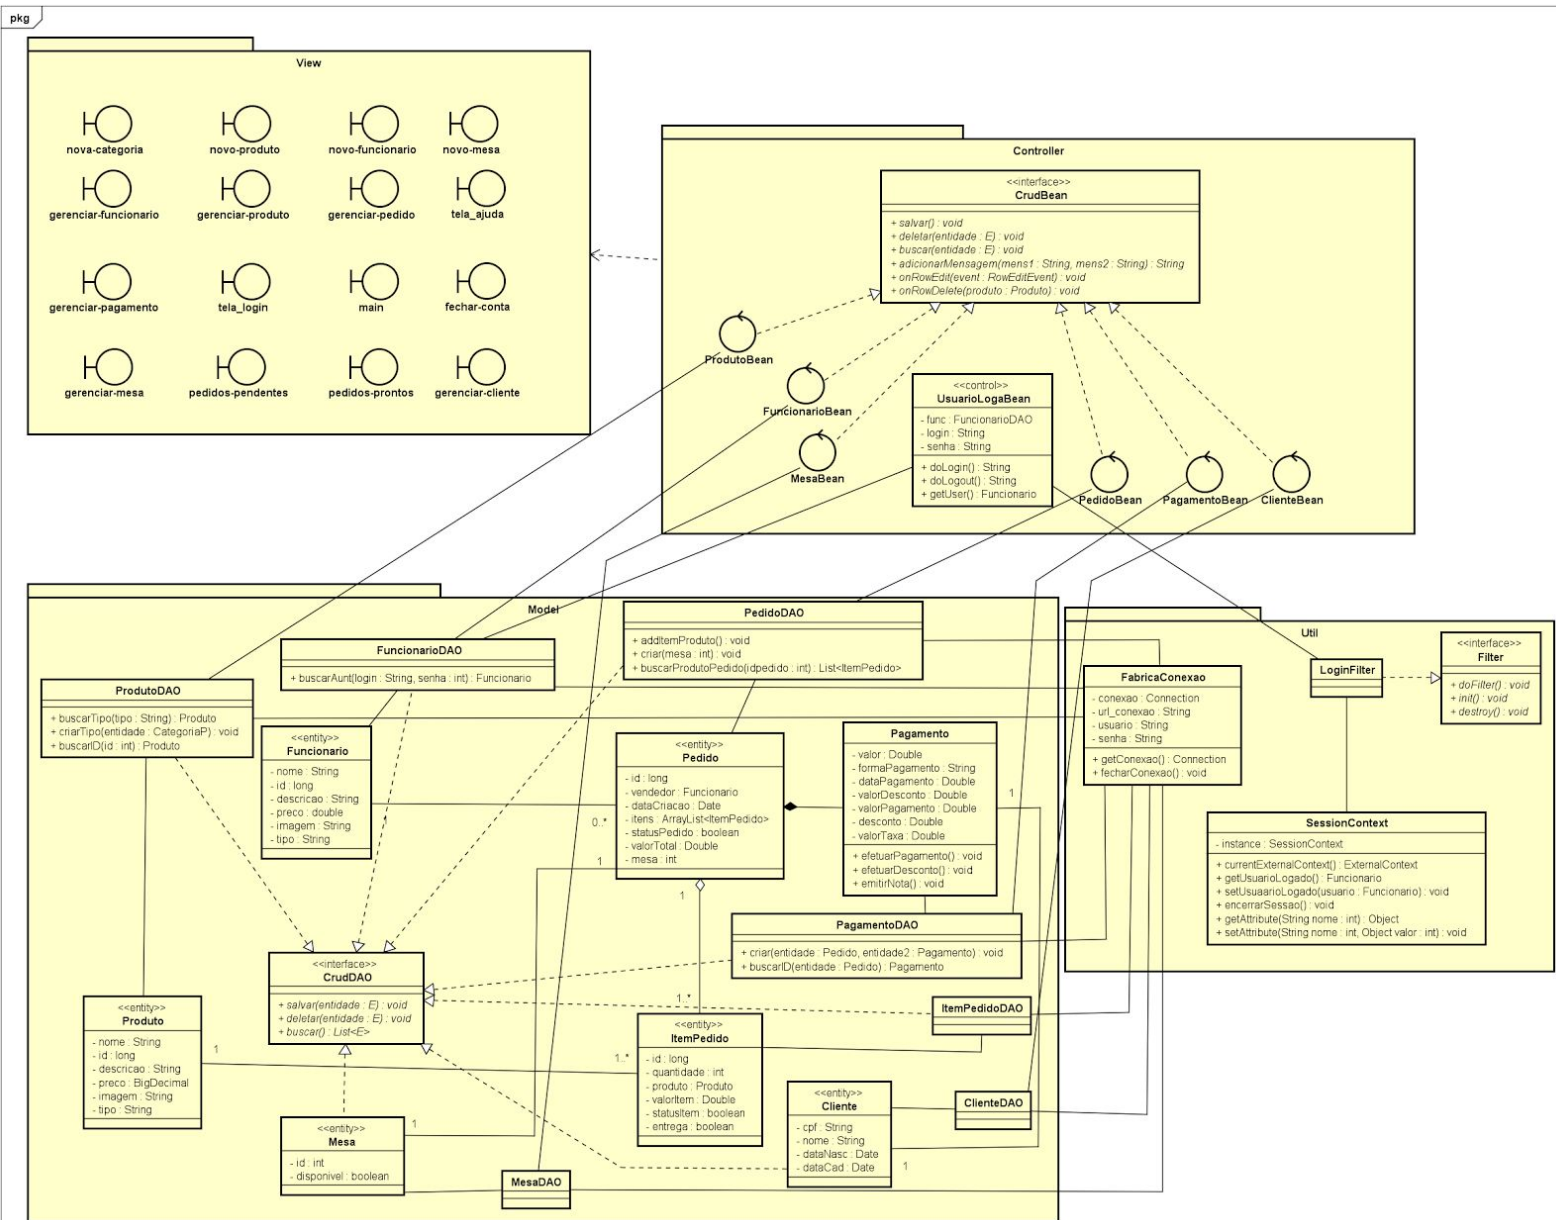 pkg
View
nova-categoria
novo-produto
novo-funcionario
novo-mesa
gerenciar-funcionario
gerenciar-produto
gerenciar-pedido
tela_ajuda
gerenciar-pagamento
tela_login
main
fechar-conta
gerenciar-mesa
pedidos-pendentes
pedidos-prontos
gerenciar-cliente
Controller
<<interface>>
CrudBean
+ salvar() : void
+ deletar(entidade : E) : void
+ buscar(entidade : E) : void
+ adicionarMensagem(mens1 : String, mens2 : String) : String
+ onRowEdit(event : RowEditEvent) : void
+ onRowDelete(produto : Produto) : void
ProdutoBean
FuncionarioBean
MesaBean
<<control>>
UsuarioLogaBean
- func : FuncionarioDAO
- login : String
- senha : String
+ doLogin() : String
+ doLogout() : String
+ getUser() : Funcionario
PedidoBean
PagamentoBean
ClienteBean
Model
PedidoDAO
+ addItemProduto() : void
+ criar(mesa : int) : void
+ buscarProdutoPedido(idpedido : int) : List<ItemPedido>
FuncionarioDAO
+ buscarAunt(login : String, senha : int) : Funcionario
ProdutoDAO
+ buscarTipo(tipo : String) : Produto
+ criarTipo(entidade : CategoriaP) : void
+ buscarID(id : int) : Produto
<<entity>>
Funcionario
- nome : String
- id : long
- descricao : String
- preco : double
- imagem : String
- tipo : String
<<entity>>
Pedido
- id : long
- vendedor : Funcionario
- dataCriacao : Date
- itens : ArrayList<ItemPedido>
- statusPedido : boolean
- valorTotal : Double
- mesa : int
0..*
1
1
Pagamento
- valor : Double
- formaPagamento : String
- dataPagamento : Double
- valorDesconto : Double
- valorPagamento : Double
- desconto : Double
- valorTaxa : Double
+ efetuarPagamento() : void
+ efetuarDesconto() : void
+ emitirNota() : void
1
PagamentoDAO
+ criar(entidade : Pedido, entidade2 : Pagamento) : void
+ buscarID(entidade : Pedido) : Pagamento
<<interface>>
CrudDAO
+ salvar(entidade : E) : void
+ deletar(entidade : E) : void
+ buscar() : List<E>
1..*
ItemPedidoDAO
<<entity>>
Produto
- nome : String
- id : long
- descricao : String
- preco : BigDecimal
- imagem : String
- tipo : String
1
1..*
<<entity>>
ItemPedido
- id : long
- quantidade : int
- produto : Produto
- valorItem : Double
- statusItem : boolean
- entrega : boolean
<<entity>>
Cliente
- cpf : String
- nome : String
- dataNasc : Date
- dataCad : Date
1
ClienteDAO
<<entity>>
Mesa
- id : int
- disponivel : boolean
1
MesaDAO
Util
<<interface>>
Filter
+ doFilter() : void
+ init() : void
+ destroy() : void
LoginFilter
FabricaConexao
- conexao : Connection
- url_conexao : String
- usuario : String
- senha : String
+ getConexao() : Connection
+ fecharConexao() : void
SessionContext
- instance : SessionContext
+ currentExternalContext() : ExternalContext
+ getUsuarioLogado() : Funcionario
+ setUsuaarioLogado(usuario : Funcionario) : void
+ encerrarSessao() : void
+ getAttribute(String nome : int) : Object
+ setAttribute(String nome : int, Object valor : int) : void